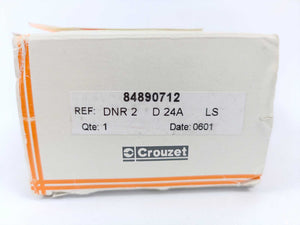 84890712
REF: DNR 2 D 24A LS
Qte: 1 Date: 0601
Crouzet